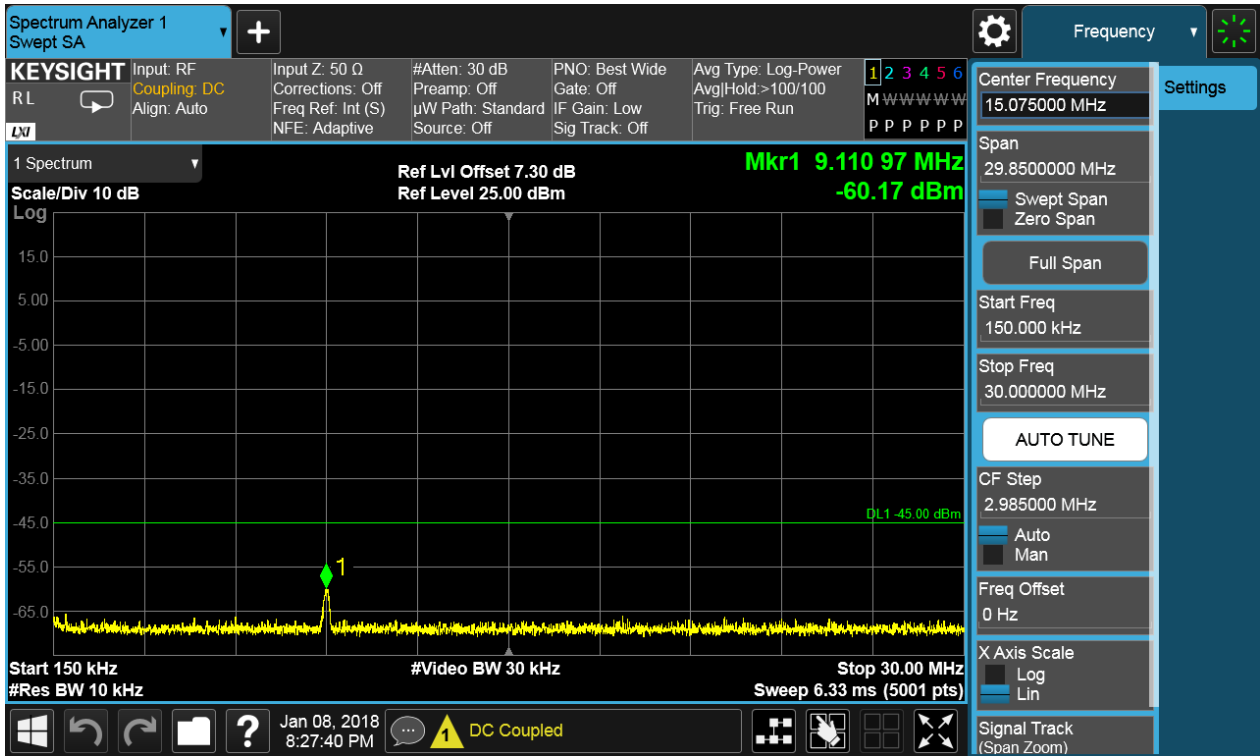 Spectrum Analyzer 1
Swept SA
Frequency
KEYSIGHT
RL
LXI
Input: RF
Coupling: DC
Align: Auto
Input Z: 50 Ω
Corrections: Off
Freq Ref: Int (S)
NFE: Adaptive
#Atten: 30 dB
Preamp: Off
µW Path: Standard
Source: Off
PNO: Best Wide
Gate: Off
IF Gain: Low
Sig Track: Off
Avg Type: Log-Power
Avg|Hold:>100/100
Trig: Free Run
1 2 3 4 5 6
M W W W W W
P P P P P P
1 Spectrum
Scale/Div 10 dB
Log
Ref Lvl Offset 7.30 dB
Ref Level 25.00 dBm
Mkr1 9.110 97 MHz
-60.17 dBm
15.0
5.00
-5.00
-15.0
-25.0
-35.0
-45.0
DL1 -45.00 dBm
-55.0
1
-65.0
Start 150 kHz
#Video BW 30 kHz
Stop 30.00 MHz
#Res BW 10 kHz
Sweep 6.33 ms (5001 pts)
Center Frequency
15.075000 MHz
Settings
Span
29.8500000 MHz
Swept Span
Zero Span
Full Span
Start Freq
150.000 kHz
Stop Freq
30.000000 MHz
AUTO TUNE
CF Step
2.985000 MHz
Auto
Man
Freq Offset
0 Hz
X Axis Scale
Log
Lin
Signal Track
(Span Zoom)
?
Jan 08, 2018
8:27:40 PM
1
DC Coupled